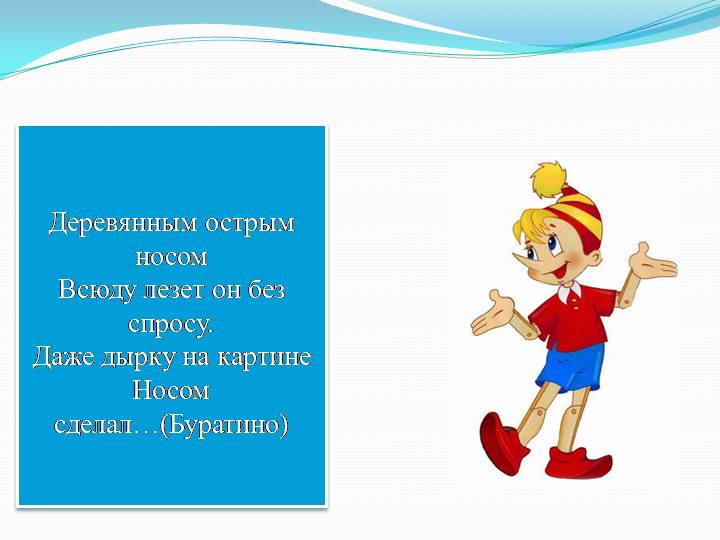 Деревянным острым
носом
Всюду лезет он без
спросу.
Даже дырку на картине
Носом
сделал…(Буратино)